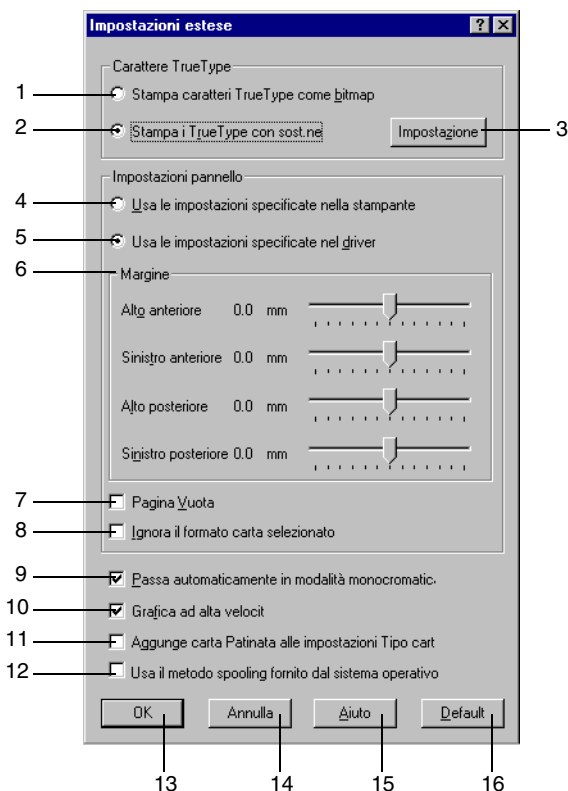 Impostazioni estese
Carattere TrueType
1 Stampa caratteri TrueType come bitmap
2 Stampa i TrueType con sost.ne Impostazione 3
Impostazioni pannello
4 Usa le impostazioni specificate nella stampante
5 Usa le impostazioni specificate nel driver
6 Margine
Alto anteriore 0.0 mm
Sinistro anteriore 0.0 mm
Alto posteriore 0.0 mm
Sinistro posteriore 0.0 mm
7 Pagina Vuota
8 Ignora il formato carta selezionato
9 Passa automaticamente in modalità monocromatic.
10 Grafica ad alta velocit
11 Aggunge carta Patinata alle impostazioni Tipo cart
12 Usa il metodo spooling fornito dal sistema operativo
OK Annulla Aiuto Default
13 14 15 16